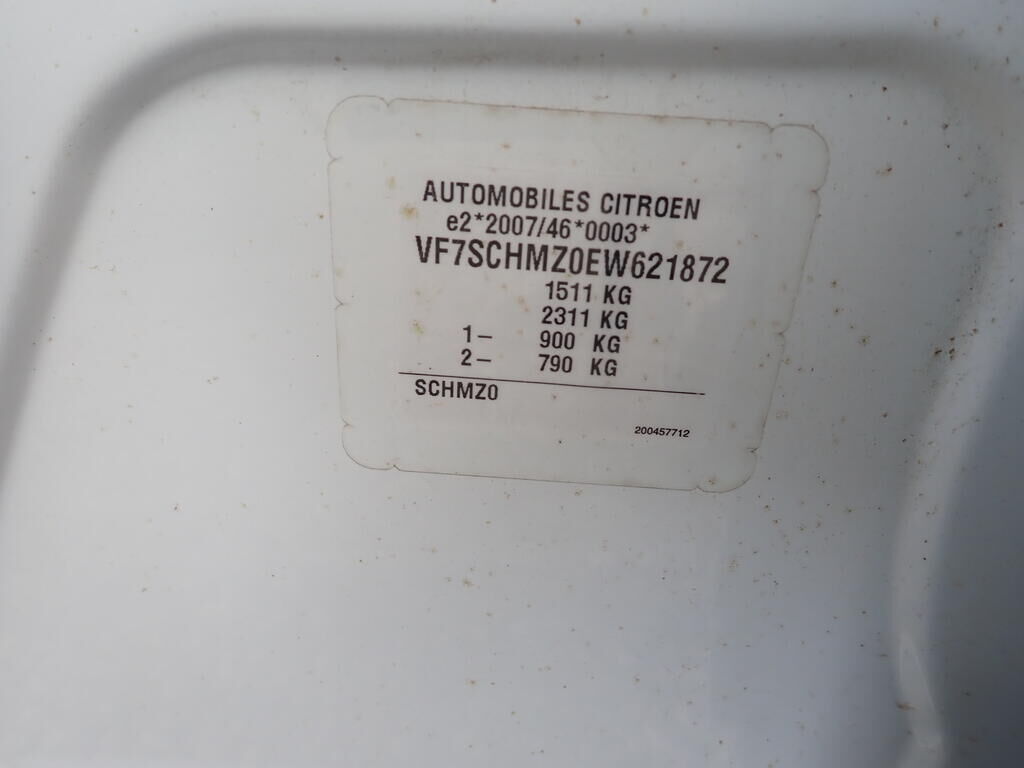 AUTOMOBILES CITROEN
e2*2007/46*0003*
VF7SCHMZ0EW621872
1511 KG
2311 KG
1- 900 KG
2- 790 KG
SCHMZ0
200457712